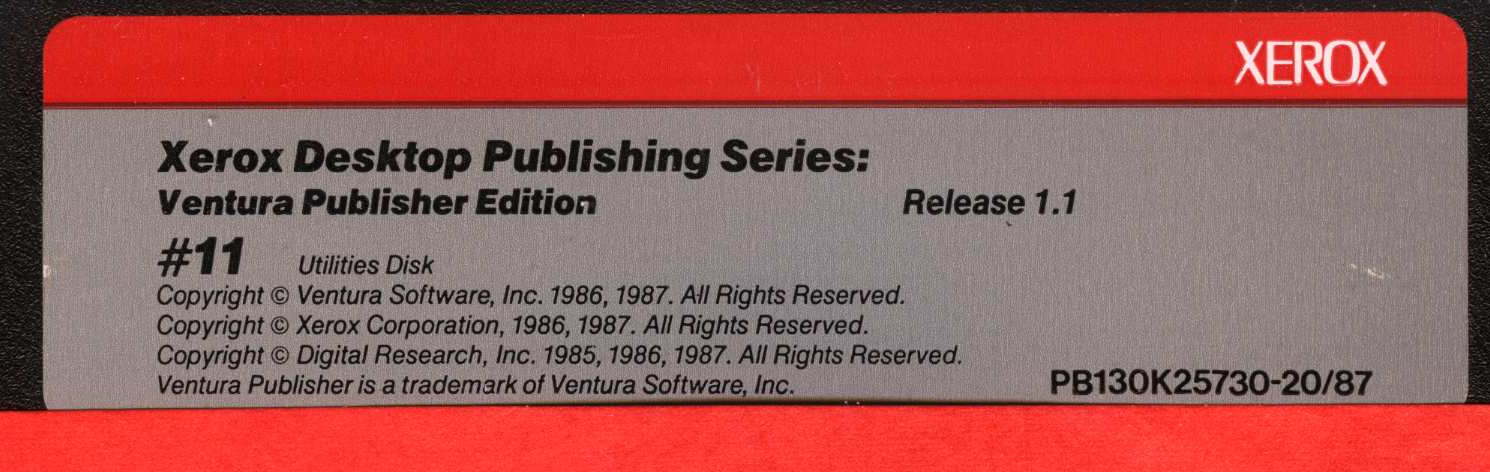 XEROX
Xerox Desktop Publishing Series:
Ventura Publisher Edition Release 1.1
#11 Utilities Disk
Copyright © Ventura Software, Inc. 1986, 1987. All Rights Reserved.
Copyright © Xerox Corporation, 1986, 1987. All Rights Reserved.
Copyright © Digital Research, Inc. 1985, 1986, 1987. All Rights Reserved.
Ventura Publisher is a trademark of Ventura Software, Inc. PB130K25730-20/87